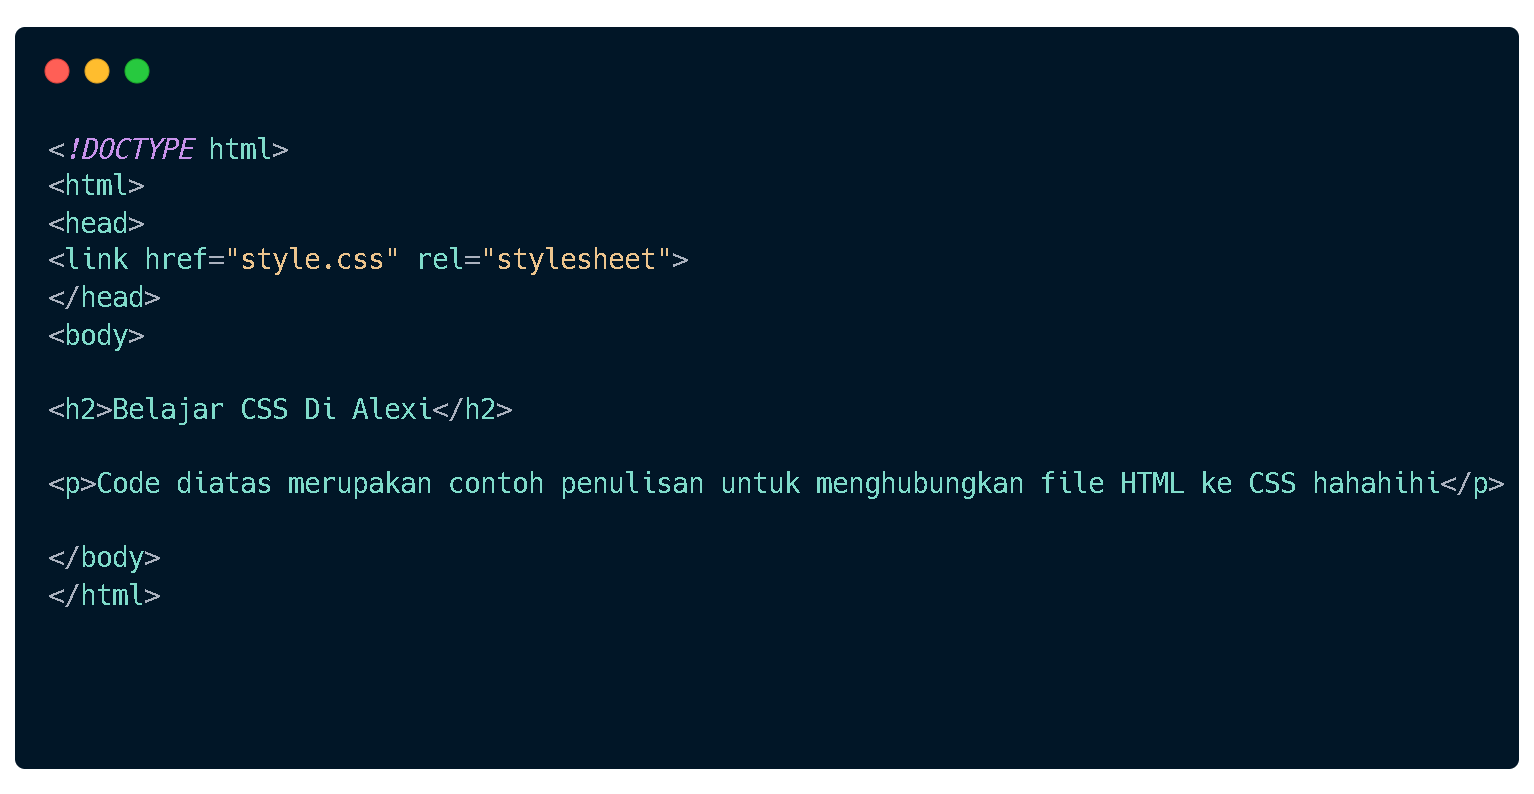 <!DOCTYPE html>
<html>
<head>
<link href="style.css" rel="stylesheet">
</head>
<body>
<h2>Belajar CSS Di Alexi</h2>
<p>Code diatas merupakan contoh penulisan untuk menghubungkan file HTML ke CSS hahahihi</p>
</body>
</html>